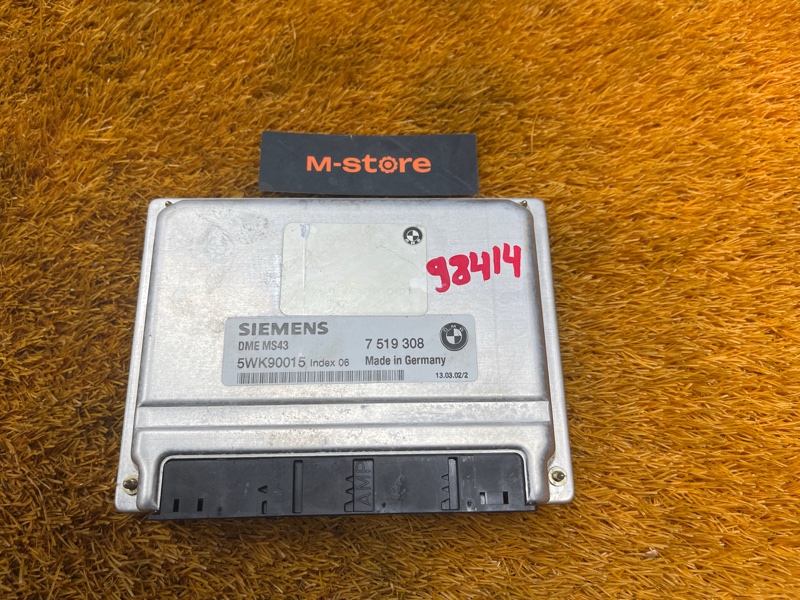 M-store
98414
SIEMENS
DME MS43
7 519 308
5WK90015 Index 06
Made in Germany
13.03.02/2
AMP